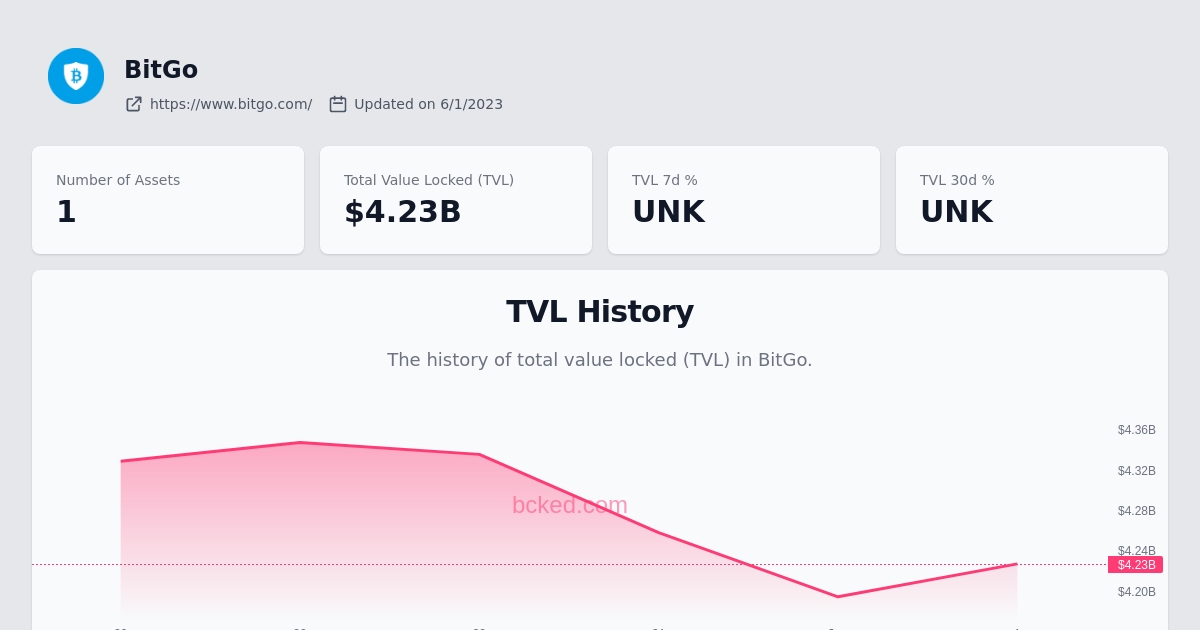 BitGo
https://www.bitgo.com/ Updated on 6/1/2023
Number of Assets
1
Total Value Locked (TVL)
$4.23B
TVL 7d %
UNK
TVL 30d %
UNK
TVL History
The history of total value locked (TVL) in BitGo.
$4.36B
$4.32B
bcked.com
$4.28B
$4.24B
$4.23B
$4.20B